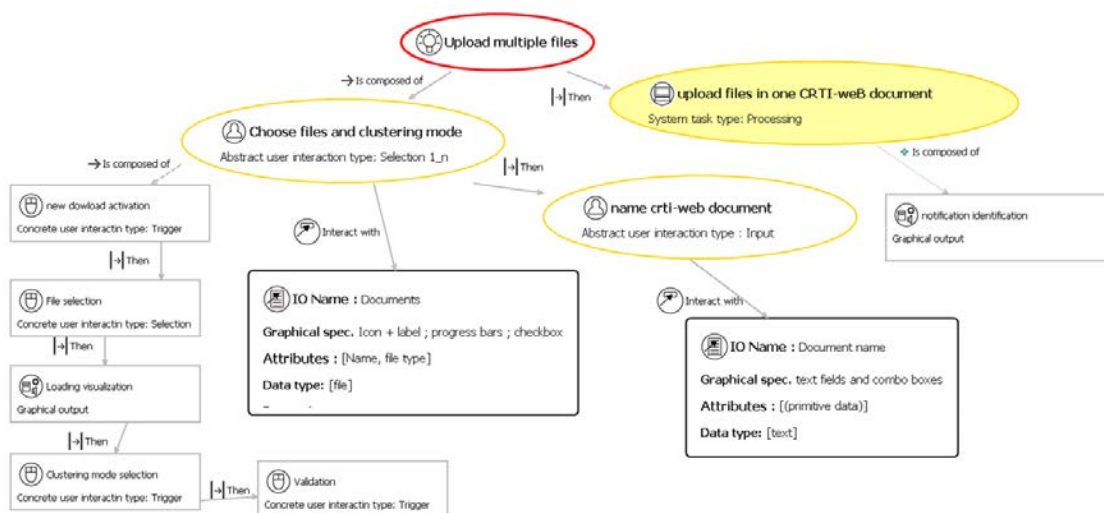 Upload multiple files
Is composed of
Then
upload files in one CRTI-weB document
System task type: Processing
Choose files and clustering mode
Abstract user interaction type: Selection 1_n
Is composed of
Then
Is composed of
new dowload activation
Concrete user interactin type: Trigger
name crti-web document
Abstract user interaction type : Input
notification identification
Graphical output
Interact with
Then
IO Name : Documents
Graphical spec. Icon + label ; progress bars ; checkbox
Attributes : [Name, file type]
Data type: [file]
File selection
Concrete user interactin type: Selection
Interact with
Then
IO Name : Document name
Graphical spec. text fields and combo boxes
Attributes : [(primitive data)]
Data type: [text]
Loading visualization
Graphical output
Then
Clustering mode selection
Concrete user interactin type: Trigger
Then
Validation
Concrete user interactin type: Trigger